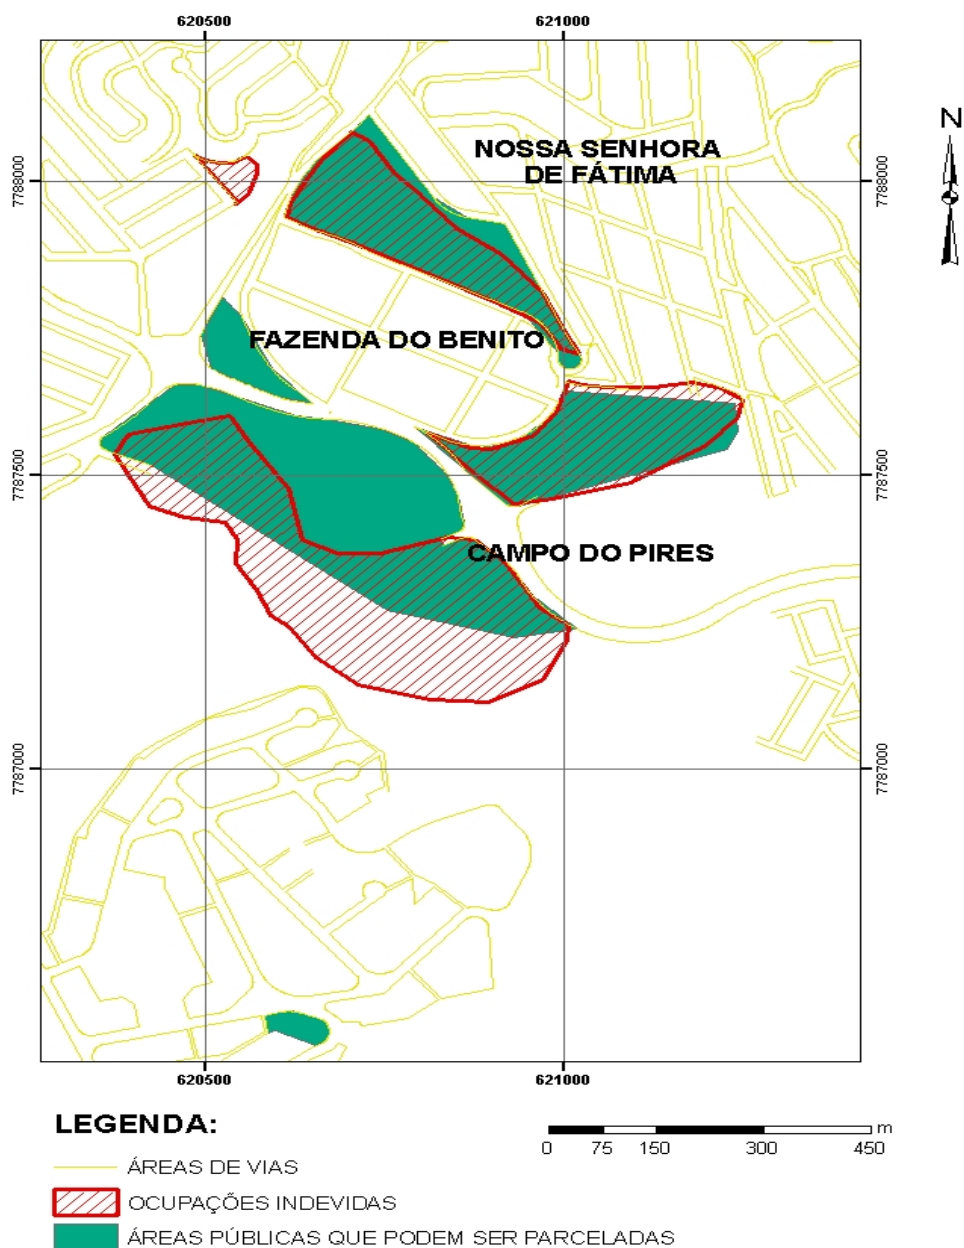 620500
621000
N
NOSSA SENHORA
DE FÁTIMA
7788000
7788000
FAZENDA DO BENITO
7787500
7787500
CAMPO DO PIRES
7787000
7787000
620500
621000
LEGENDA:
m
0 75 150 300 450
ÁREAS DE VIAS
OCUPAÇÕES INDEVIDAS
ÁREAS PÚBLICAS QUE PODEM SER PARCELADAS